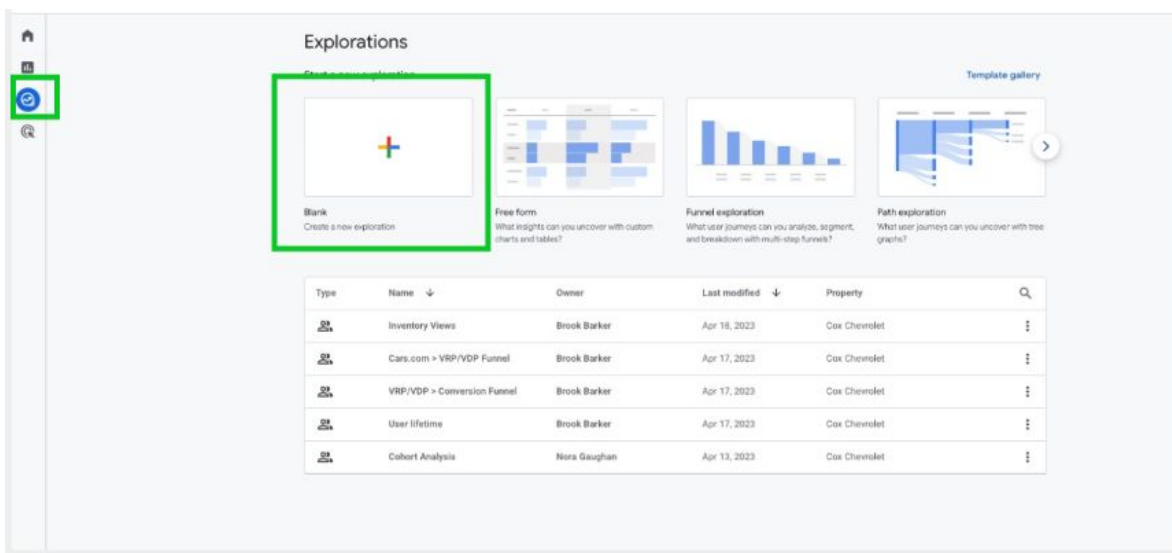 Explorations
Start a new exploration
Template gallery
Blank
Create a new exploration
Free form
What insights can you uncover with custom
charts and tables?
Funnel exploration
What user journeys can you analyze, segment,
and breakdown with multi-step funnels?
Path exploration
What user journeys can you uncover with tree
graphs?
Type Name Owner Last modified Property
Inventory Views Brook Barker Apr 18, 2023 Cox Chevrolet
Cars.com > VRP/VDP Funnel Brook Barker Apr 17, 2023 Cox Chevrolet
VRP/VDP > Conversion Funnel Brook Barker Apr 17, 2023 Cox Chevrolet
User lifetime Brook Barker Apr 17, 2023 Cox Chevrolet
Cohort Analysis Nora Gaughan Apr 13, 2023 Cox Chevrolet